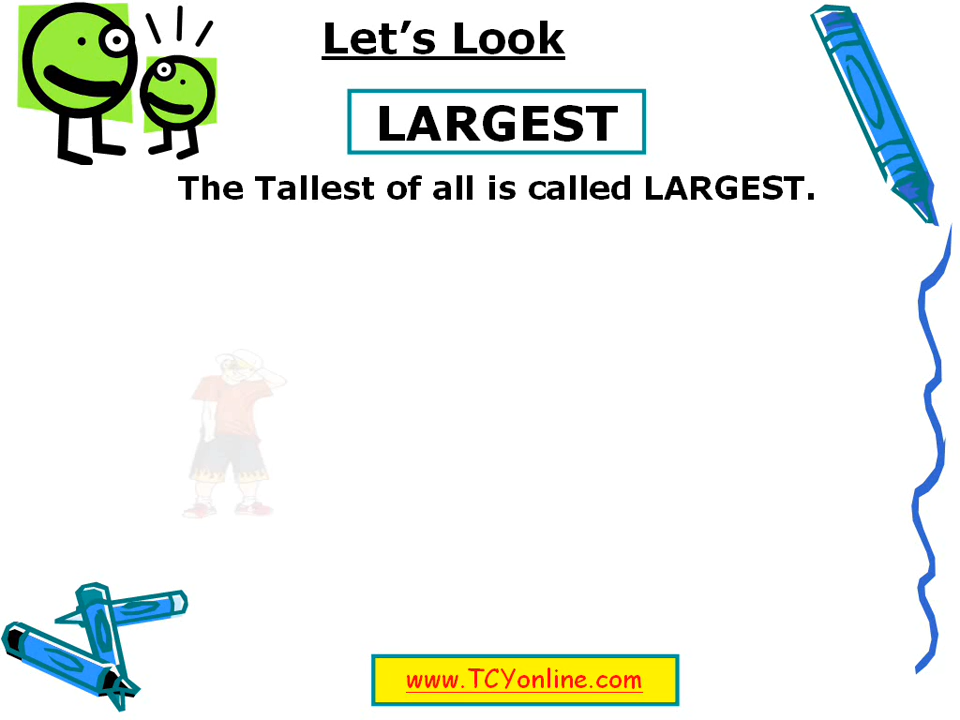 Let’s Look
LARGEST
The Tallest of all is called LARGEST.
www.TCYonline.com